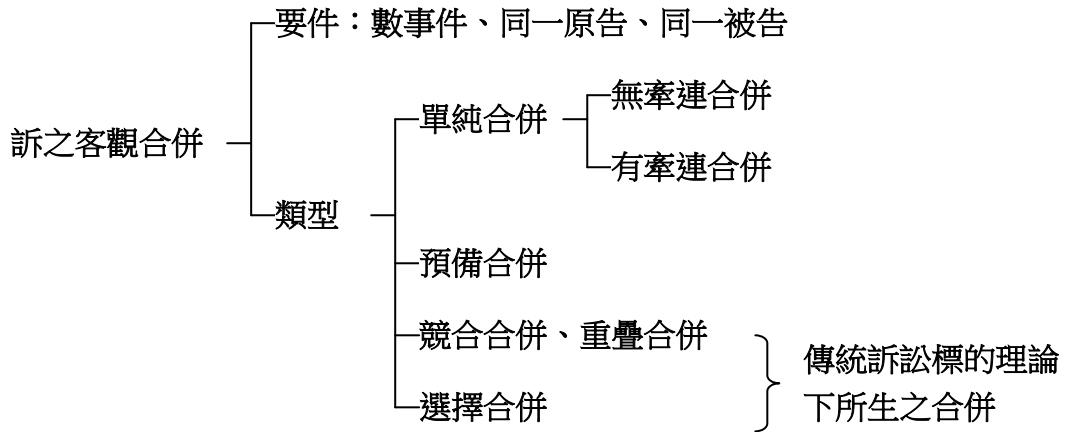 要件：數事件、同一原告、同一被告
無牽連合併
單純合併
訴之客觀合併
有牽連合併
類型
預備合併
競合合併、重疊合併
傳統訴訟標的理論
下所生之合併
選擇合併